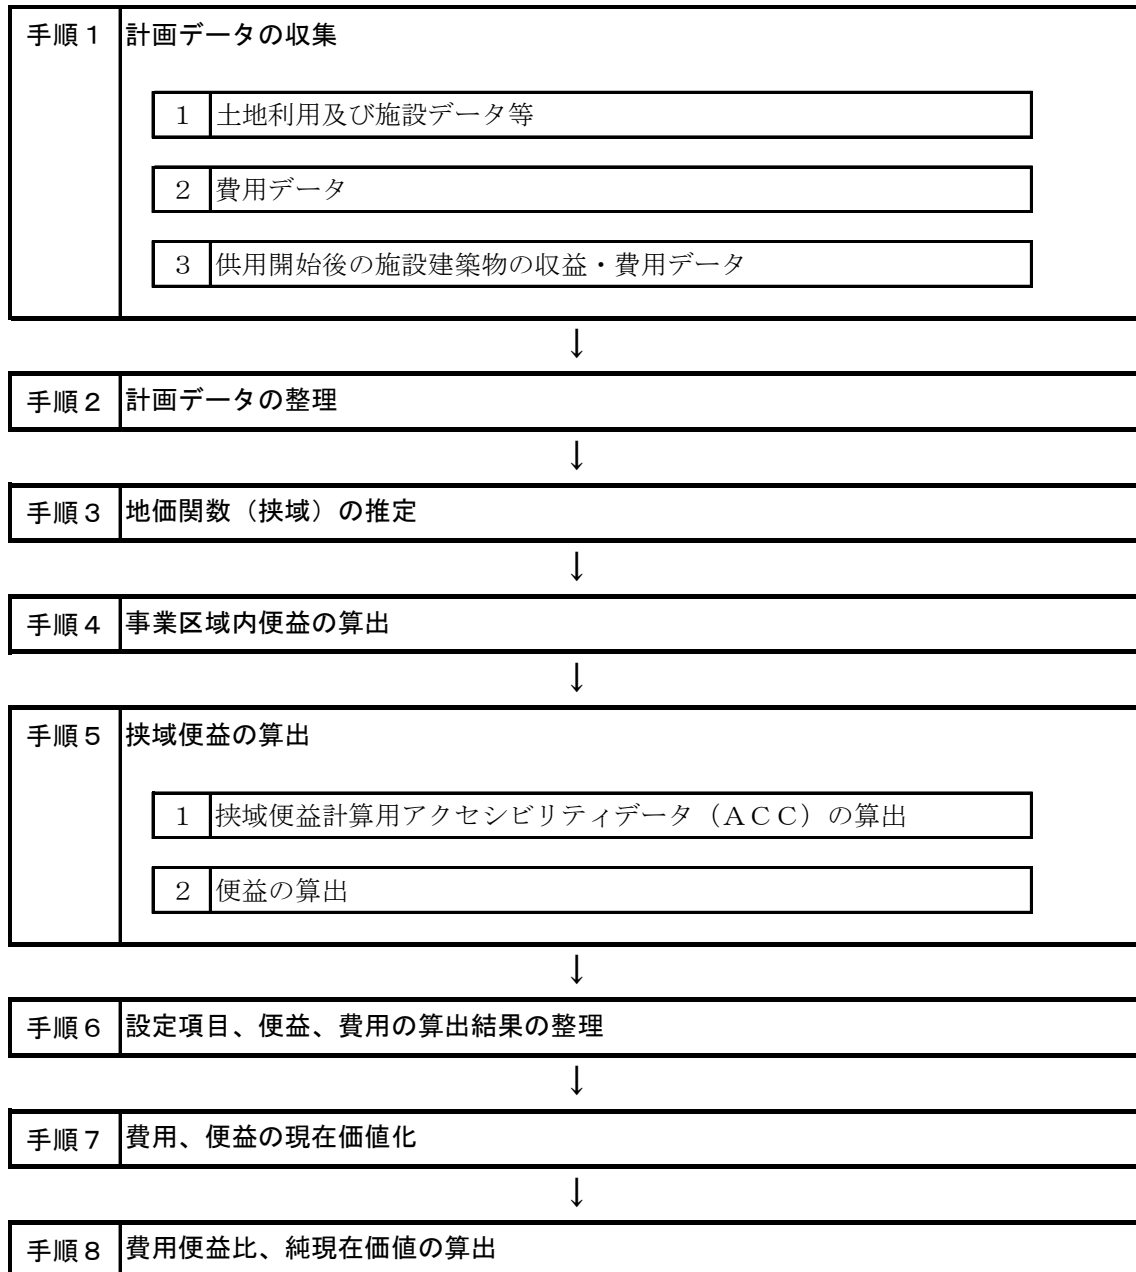 手順１ 計画データの収集
１ 土地利用及び施設データ等
２ 費用データ
３ 供用開始後の施設建築物の収益・費用データ
↓
手順２ 計画データの整理
↓
手順３ 地価関数（挟域）の推定
↓
手順４ 事業区域内便益の算出
↓
手順５ 挟域便益の算出
１ 挟域便益計算用アクセシビリティデータ（ＡＣＣ）の算出
２ 便益の算出
↓
手順６ 設定項目、便益、費用の算出結果の整理
↓
手順７ 費用、便益の現在価値化
↓
手順８ 費用便益比、純現在価値の算出